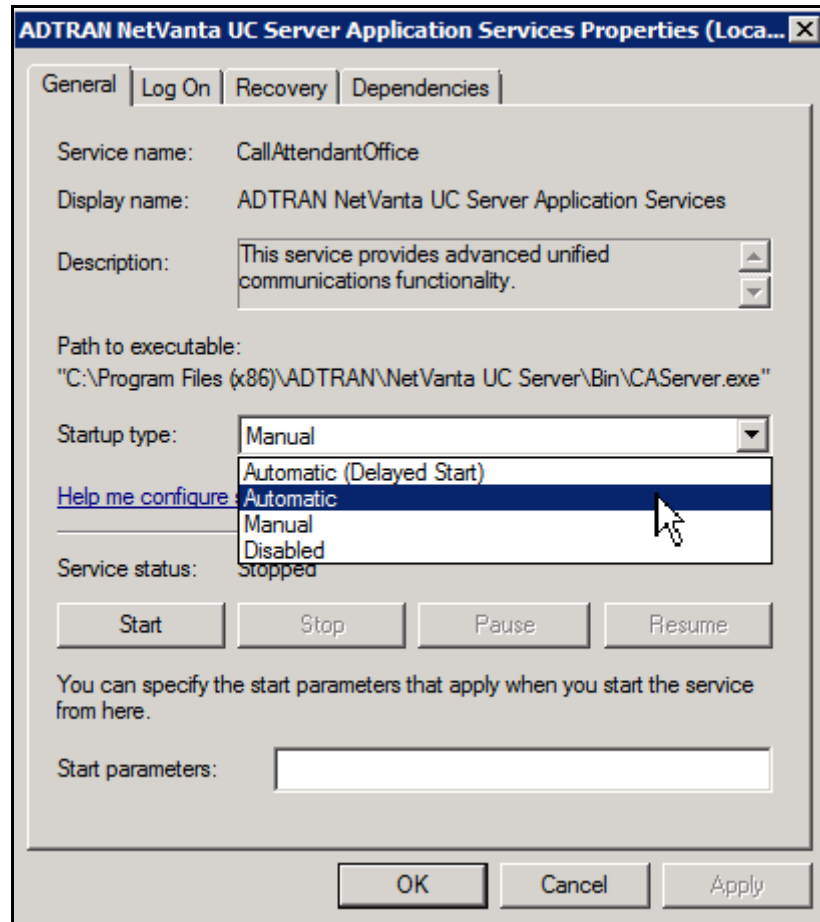 ADTRAN NetVanta UC Server Application Services Properties (Loca...
General Log On Recovery Dependencies
Service name: CallAttendantOffice
Display name: ADTRAN NetVanta UC Server Application Services
Description: This service provides advanced unified
communications functionality.
Path to executable:
"C:\Program Files (x86)\ADTRAN\NetVanta UC Server\Bin\CAServer.exe"
Startup type: Manual
Automatic (Delayed Start)
Help me configure Automatic
Manual
Disabled
Service status: Stopped
Start Stop Pause Resume
You can specify the start parameters that apply when you start the service
from here.
Start parameters:
OK Cancel Apply